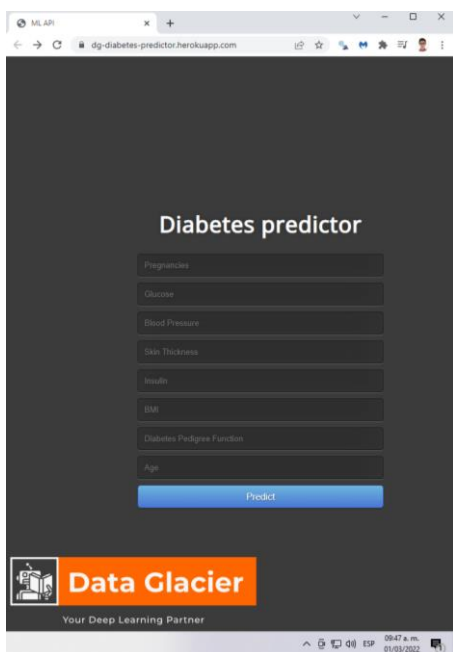 ML API
dg-diabetes-predictor.herokuapp.com
Diabetes predictor
Pregnancies
Glucose
Blood Pressure
Skin Thickness
Insulin
BMI
Diabetes Pedigree Function
Age
Predict
Data Glacier
Your Deep Learning Partner
ESP
09:47 a. m.
01/03/2022